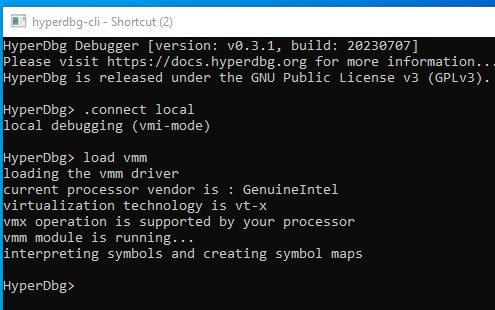 hyperdbg-cli - Shortcut (2)
HyperDbg Debugger [version: v0.3.1, build: 20230707]
Please visit https://docs.hyperdbg.org for more information...
HyperDbg is released under the GNU Public License v3 (GPLv3).
HyperDbg> .connect local
local debugging (vmi-mode)
HyperDbg> load vmm
loading the vmm driver
current processor vendor is : GenuineIntel
virtualization technology is vt-x
vmx operation is supported by your processor
vmm module is running...
interpreting symbols and creating symbol maps
HyperDbg>